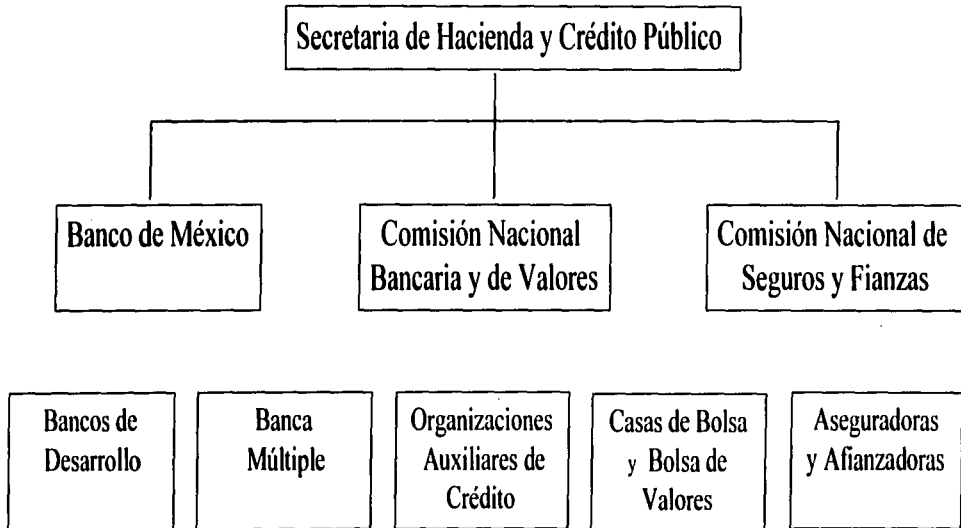 Secretaria de Hacienda y Crédito Público
Banco de México
Comisión Nacional
Bancaria y de Valores
Comisión Nacional de
Seguros y Fianzas
Bancos de
Desarrollo
Banca
Múltiple
Organizaciones
Auxiliares de
Crédito
Casas de Bolsa
y Bolsa de
Valores
Aseguradoras
y Afianzadoras